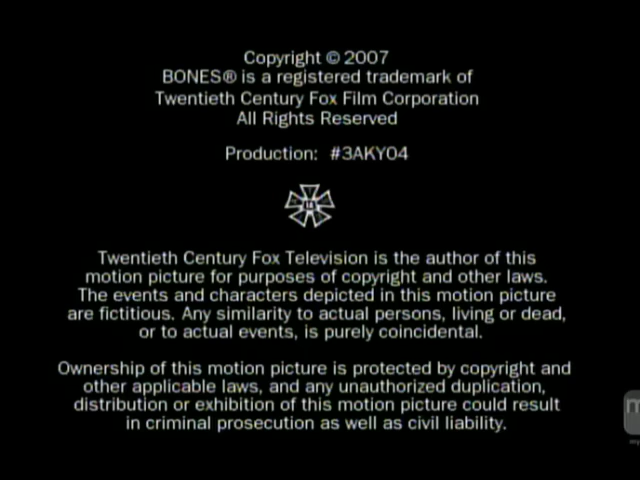 Copyright © 2007
BONES® is a registered trademark of
Twentieth Century Fox Film Corporation
All Rights Reserved
Production: #3AKY04
IA
Twentieth Century Fox Television is the author of this
motion picture for purposes of copyright and other laws.
The events and characters depicted in this motion picture
are fictitious. Any similarity to actual persons, living or dead,
or to actual events, is purely coincidental.
Ownership of this motion picture is protected by copyright and
other applicable laws, and any unauthorized duplication,
distribution or exhibition of this motion picture could result
in criminal prosecution as well as civil liability.